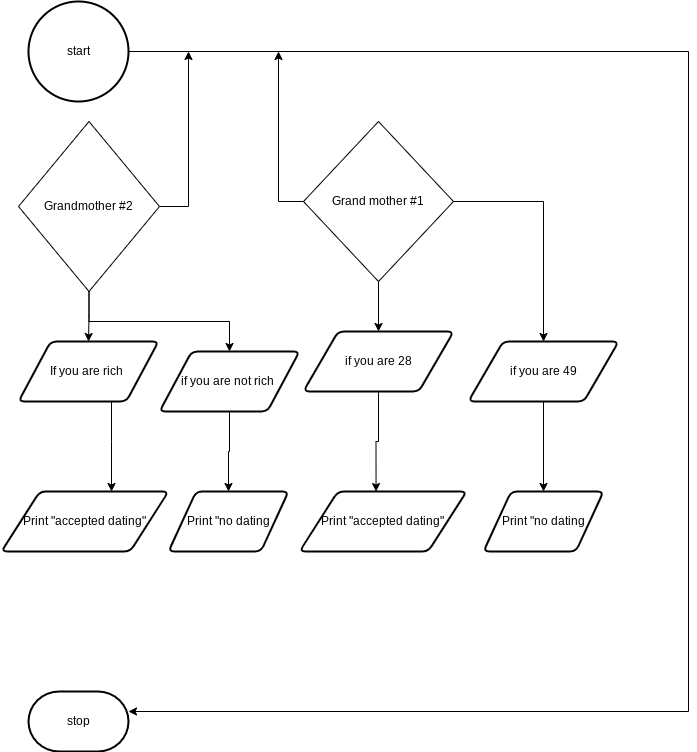 start
Grandmother #2
Grand mother #1
If you are rich
if you are not rich
if you are 28
if you are 49
Print "accepted dating"
Print "no dating
Print "accepted dating"
Print "no dating
stop